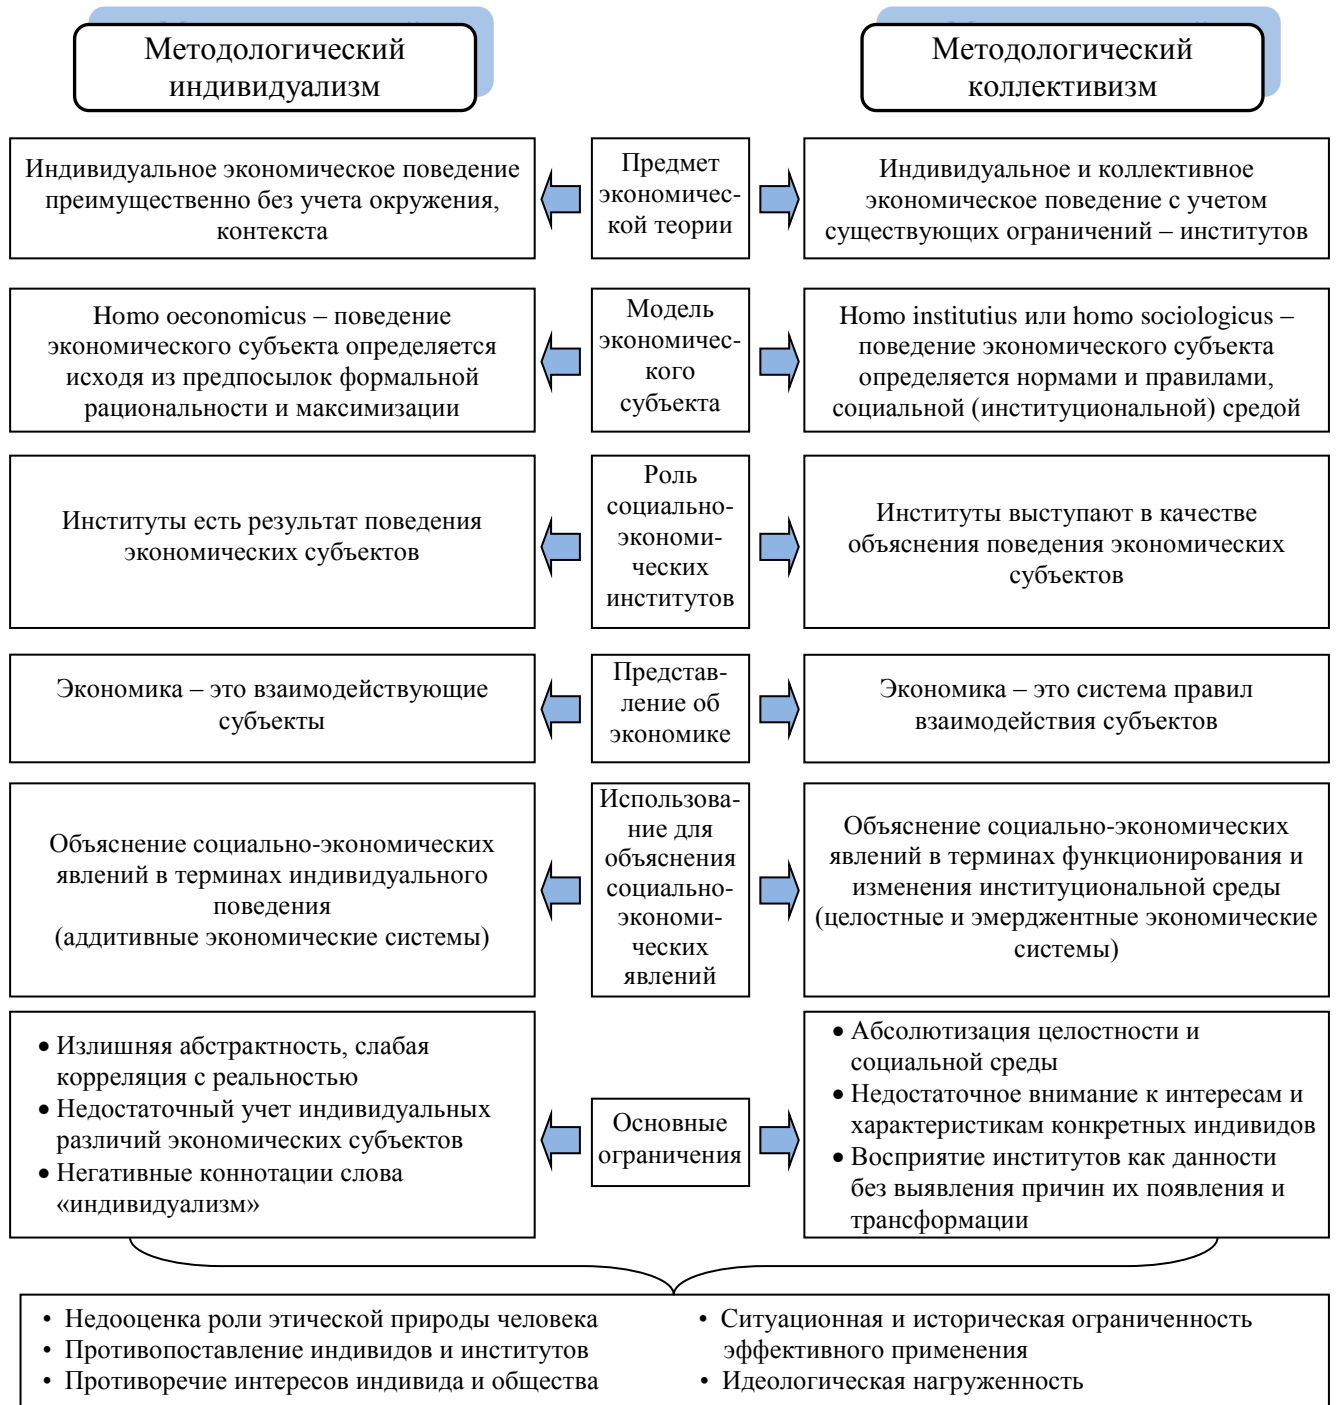 Методологический
индивидуализм
Методологический
коллективизм
Индивидуальное экономическое поведение
преимущественно без учета окружения,
контекста
Предмет
экономичес-
кой теории
Индивидуальное и коллективное
экономическое поведение с учетом
существующих ограничений – институтов
Homo oeconomicus – поведение
экономического субъекта определяется
исходя из предпосылок формальной
рациональности и максимизации
Модель
экономичес-
кого
субъекта
Homo institutius или homo sociologicus –
поведение экономического субъекта
определяется нормами и правилами,
социальной (институциональной) средой
Институты есть результат поведения
экономических субъектов
Роль
социально-
экономи-
ческих
институтов
Институты выступают в качестве
объяснения поведения экономических
субъектов
Экономика – это взаимодействующие
субъекты
Представ-
ление об
экономике
Экономика – это система правил
взаимодействия субъектов
Объяснение социально-экономических
явлений в терминах индивидуального
поведения
(аддитивные экономические системы)
Использова-
ние для
объяснения
социально-
экономи-
ческих
явлений
Объяснение социально-экономических
явлений в терминах функционирования и
изменения институциональной среды
(целостные и эмерджентные экономические
системы)
• Излишняя абстрактность, слабая
корреляция с реальностью
• Недостаточный учет индивидуальных
различий экономических субъектов
• Негативные коннотации слова
«индивидуализм»
Основные
ограничения
• Абсолютизация целостности и
социальной среды
• Недостаточное внимание к интересам и
характеристикам конкретных индивидов
• Восприятие институтов как данности
без выявления причин их появления и
трансформации
• Недооценка роли этической природы человека
• Противопоставление индивидов и институтов
• Противоречие интересов индивида и общества
• Ситуационная и историческая ограниченность
эффективного применения
• Идеологическая нагруженность